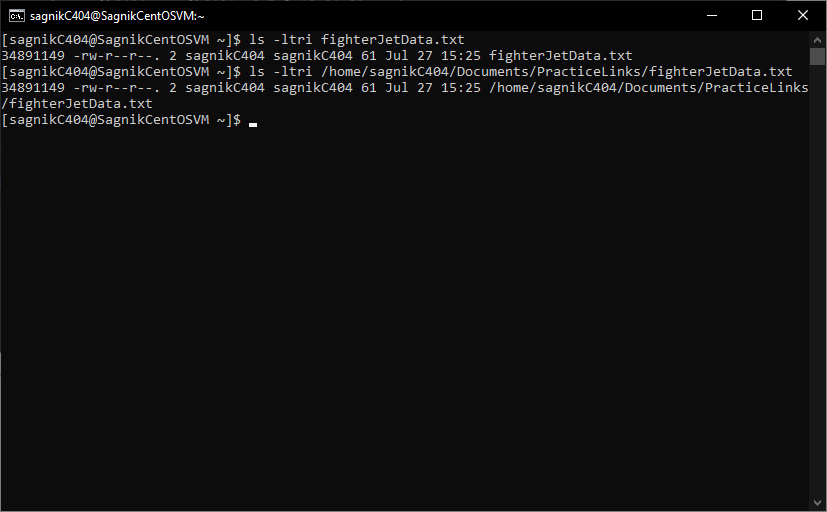 sagnikC404@SagnikCentOSVM:~
[sagnikC404@SagnikCentOSVM ~]$ ls -ltri fighterJetData.txt
34891149 -rw-r--r--. 2 sagnikC404 sagnikC404 61 Jul 27 15:25 fighterJetData.txt
[sagnikC404@SagnikCentOSVM ~]$ ls -ltri /home/sagnikC404/Documents/PracticeLinks/fighterJetData.txt
34891149 -rw-r--r--. 2 sagnikC404 sagnikC404 61 Jul 27 15:25 /home/sagnikC404/Documents/PracticeLinks
/fighterJetData.txt
[sagnikC404@SagnikCentOSVM ~]$